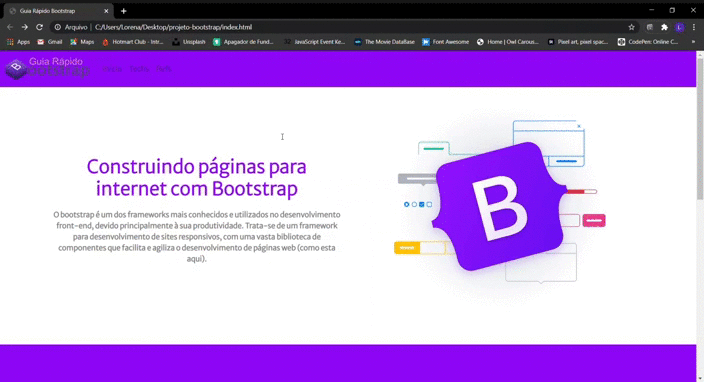 Guia Rápido Bootstrap
Arquivo | C:/Users/Lorena/Desktop/projeto-bootstrap/index.html
Apps Gmail Maps Hotmart Club - Intr... Unsplash Apagador de Fund... JavaScript Event Ke... The Movie DataBase Font Awesome Home | Owl Carous... Pixel art, pixel spac... CodePen: Online C...
Guia Rápido
Construindo páginas para
internet com Bootstrap
O bootstrap é um dos frameworks mais conhecidos e utilizados no desenvolvimento
front-end, devido principalmente à sua produtividade. Trata-se de um framework
para desenvolvimento de sites responsivos, com uma vasta biblioteca de
componentes que facilita e agiliza o desenvolvimento de páginas web (como esta
aqui).
B